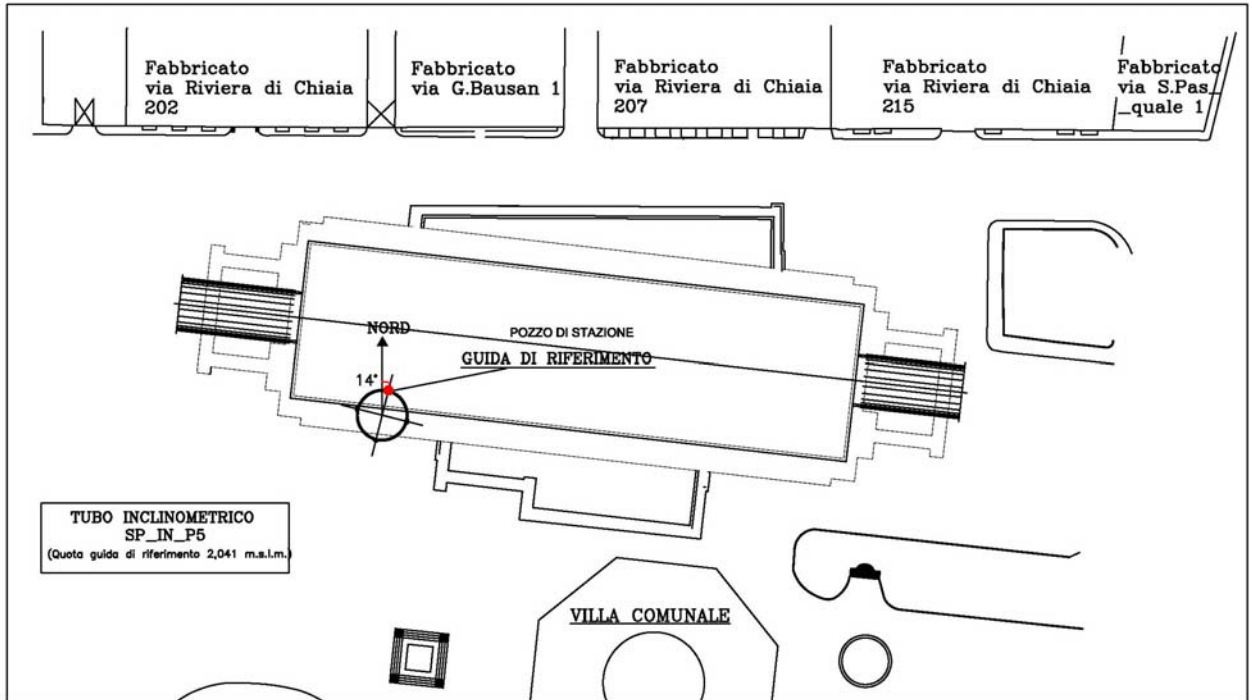 Fabbricato
via Riviera di Chiaia
202
Fabbricato
via G.Bausan 1
Fabbricato
via Riviera di Chiaia
207
Fabbricato
via Riviera di Chiaia
215
Fabbricato
via S.Pas_
_quale 1
NORD
POZZO DI STAZIONE
GUIDA DI RIFERIMENTO
14°
TUBO INCLINOMETRICO
SP_IN_P5
(Quota guida di riferimento 2,041 m.s.l.m.)
VILLA COMUNALE